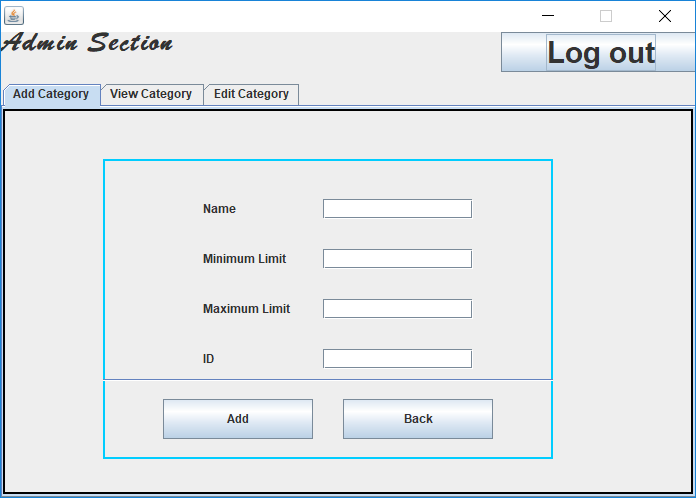 Admin Section
Log out
Add Category View Category Edit Category
Name
Minimum Limit
Maximum Limit
ID
Add Back